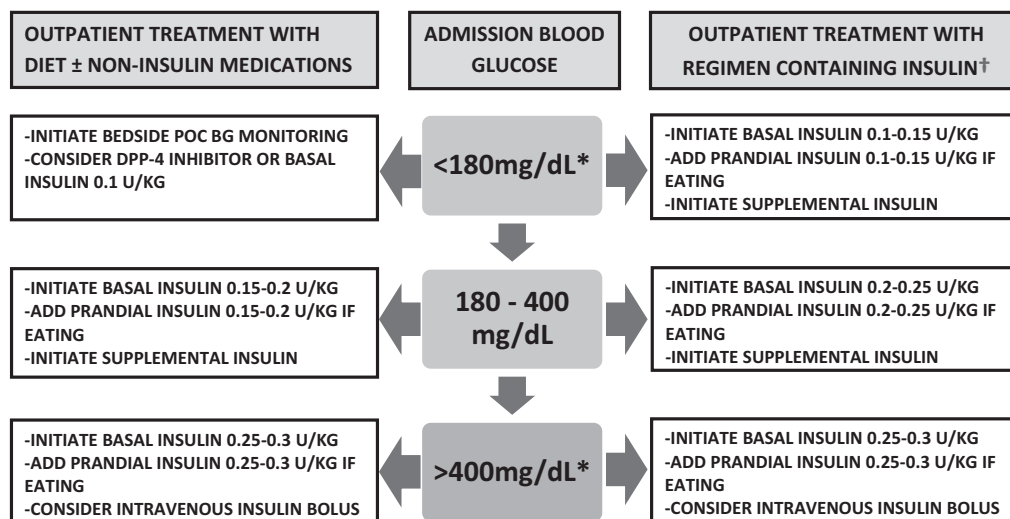 OUTPATIENT TREATMENT WITH
DIET ± NON-INSULIN MEDICATIONS
ADMISSION BLOOD
GLUCOSE
OUTPATIENT TREATMENT WITH
REGIMEN CONTAINING INSULIN†
-INITIATE BEDSIDE POC BG MONITORING
-CONSIDER DPP-4 INHIBITOR OR BASAL
INSULIN 0.1 U/KG
<180mg/dL*
-INITIATE BASAL INSULIN 0.1-0.15 U/KG
-ADD PRANDIAL INSULIN 0.1-0.15 U/KG IF
EATING
-INITIATE SUPPLEMENTAL INSULIN
-INITIATE BASAL INSULIN 0.15-0.2 U/KG
-ADD PRANDIAL INSULIN 0.15-0.2 U/KG IF
EATING
-INITIATE SUPPLEMENTAL INSULIN
180 - 400
mg/dL
-INITIATE BASAL INSULIN 0.2-0.25 U/KG
-ADD PRANDIAL INSULIN 0.2-0.25 U/KG IF
EATING
-INITIATE SUPPLEMENTAL INSULIN
-INITIATE BASAL INSULIN 0.25-0.3 U/KG
-ADD PRANDIAL INSULIN 0.25-0.3 U/KG IF
EATING
-CONSIDER INTRAVENOUS INSULIN BOLUS
>400mg/dL*
-INITIATE BASAL INSULIN 0.25-0.3 U/KG
-ADD PRANDIAL INSULIN 0.25-0.3 U/KG IF
EATING
-CONSIDER INTRAVENOUS INSULIN BOLUS